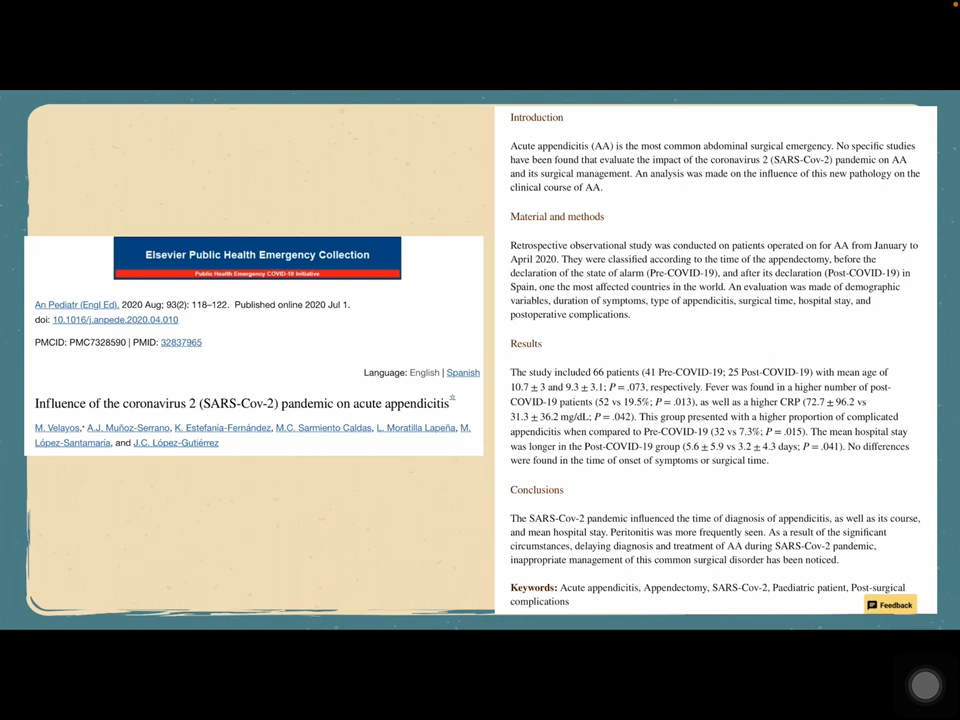 Elsevier Public Health Emergency Collection
Public Health Emergency COVID-19 Initiative
An Pediatr (Engl Ed). 2020 Aug; 93(2): 118–122. Published online 2020 Jul 1.
doi: 10.1016/j.anpede.2020.04.010
PMCID: PMC7328590 | PMID: 32837965
Language: English | Spanish
Influence of the coronavirus 2 (SARS-Cov-2) pandemic on acute appendicitis☆
M. Velayos,* A.J. Muñoz-Serrano, K. Estefanía-Fernández, M.C. Sarmiento Caldas, L. Moratilla Lapeña, M.
López-Santamaría, and J.C. López-Gutiérrez
Introduction
Acute appendicitis (AA) is the most common abdominal surgical emergency. No specific studies
have been found that evaluate the impact of the coronavirus 2 (SARS-Cov-2) pandemic on AA
and its surgical management. An analysis was made on the influence of this new pathology on the
clinical course of AA.
Material and methods
Retrospective observational study was conducted on patients operated on for AA from January to
April 2020. They were classified according to the time of the appendectomy, before the
declaration of the state of alarm (Pre-COVID-19), and after its declaration (Post-COVID-19) in
Spain, one the most affected countries in the world. An evaluation was made of demographic
variables, duration of symptoms, type of appendicitis, surgical time, hospital stay, and
postoperative complications.
Results
The study included 66 patients (41 Pre-COVID-19; 25 Post-COVID-19) with mean age of
10.7 ± 3 and 9.3 ± 3.1; P = .073, respectively. Fever was found in a higher number of post-
COVID-19 patients (52 vs 19.5%; P = .013), as well as a higher CRP (72.7 ± 96.2 vs
31.3 ± 36.2 mg/dL; P = .042). This group presented with a higher proportion of complicated
appendicitis when compared to Pre-COVID-19 (32 vs 7.3%; P = .015). The mean hospital stay
was longer in the Post-COVID-19 group (5.6 ± 5.9 vs 3.2 ± 4.3 days; P = .041). No differences
were found in the time of onset of symptoms or surgical time.
Conclusions
The SARS-Cov-2 pandemic influenced the time of diagnosis of appendicitis, as well as its course,
and mean hospital stay. Peritonitis was more frequently seen. As a result of the significant
circumstances, delaying diagnosis and treatment of AA during SARS-Cov-2 pandemic,
inappropriate management of this common surgical disorder has been noticed.
Keywords: Acute appendicitis, Appendectomy, SARS-Cov-2, Paediatric patient, Post-surgical
complications
Feedback